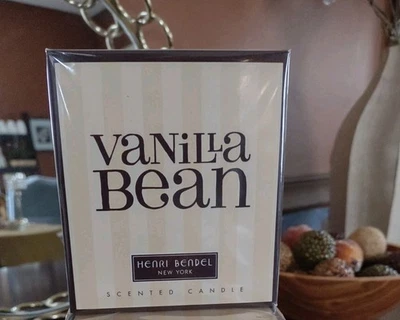 VaNiLLa
Bean
HENRI BENDEL
NEW YORK
SCENTED CANDLE